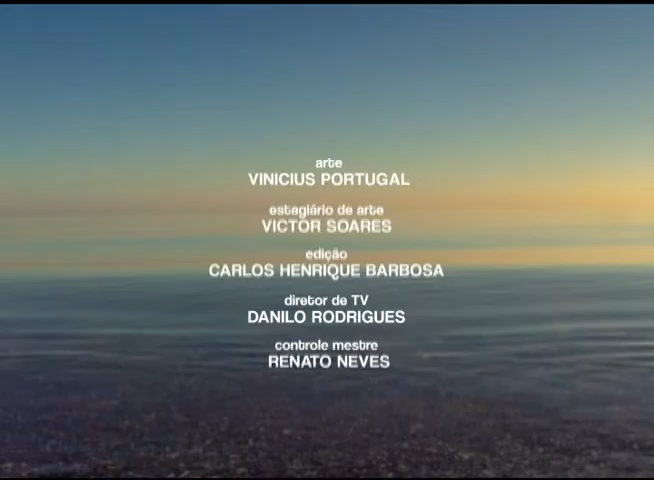 arte
VINICIUS PORTUGAL
estagiário de arte
VICTOR SOARES
edição
CARLOS HENRIQUE BARBOSA
diretor de TV
DANILO RODRIGUES
controle mestre
RENATO NEVES